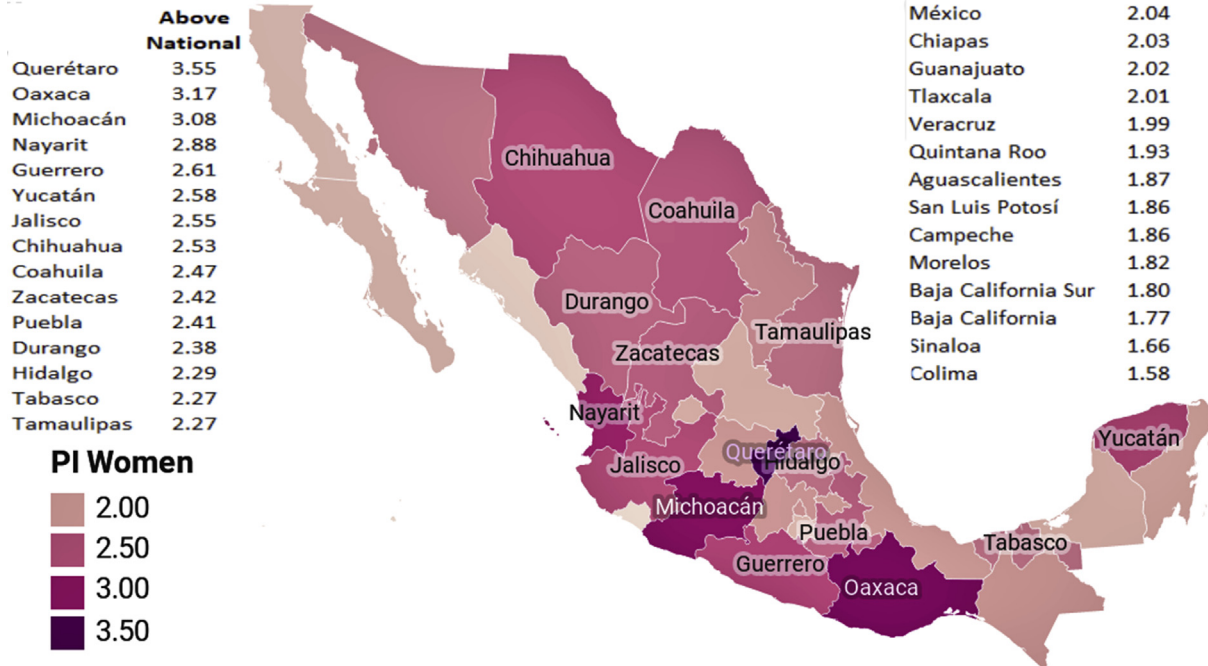 Above
National
Querétaro 3.55
Oaxaca 3.17
Michoacán 3.08
Nayarit 2.88
Guerrero 2.61
Yucatán 2.58
Jalisco 2.55
Chihuahua 2.53
Coahuila 2.47
Zacatecas 2.42
Puebla 2.41
Durango 2.38
Hidalgo 2.29
Tabasco 2.27
Tamaulipas 2.27
México 2.04
Chiapas 2.03
Guanajuato 2.02
Tlaxcala 2.01
Veracruz 1.99
Quintana Roo 1.93
Aguascalientes 1.87
San Luis Potosí 1.86
Campeche 1.86
Morelos 1.82
Baja California Sur 1.80
Baja California 1.77
Sinaloa 1.66
Colima 1.58
Chihuahua
Coahuila
Durango
Tamaulipas
Zacatecas
Nayarit
Yucatán
Querétaro
Hidalgo
Jalisco
Michoacán
Puebla
Tabasco
Guerrero
Oaxaca
PI Women
2.00
2.50
3.00
3.50